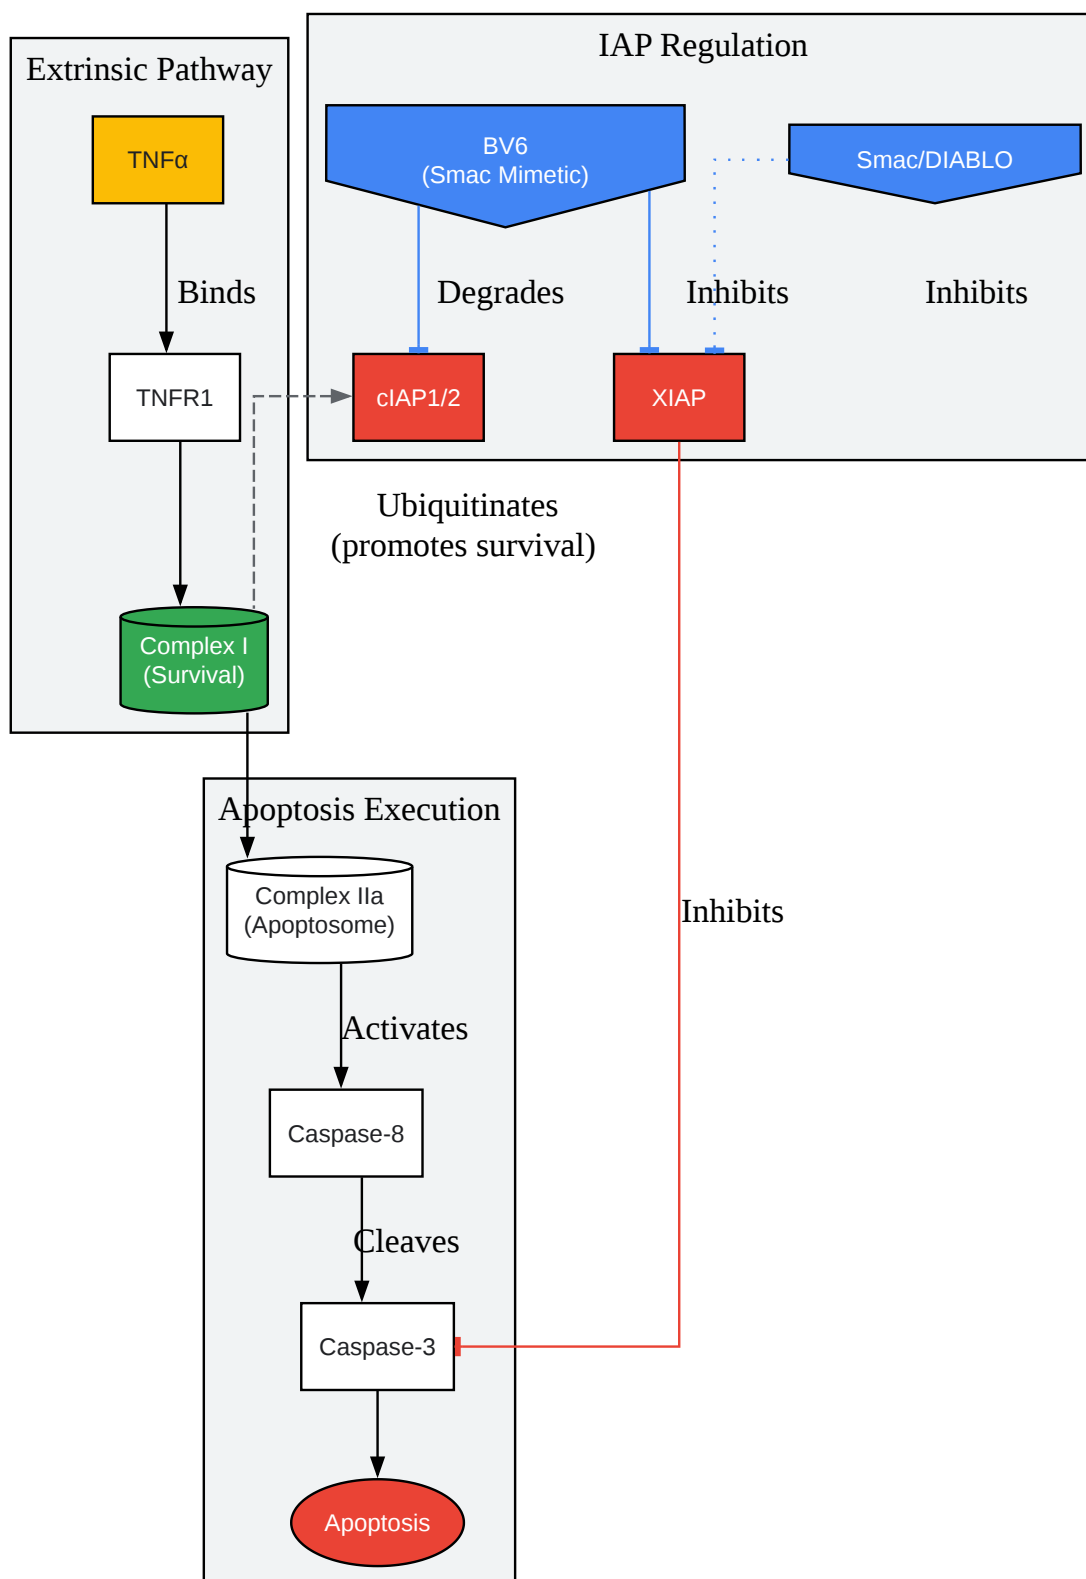 IAP Regulation
Extrinsic Pathway
TNFα
BV6
(Smac Mimetic)
Smac/DIABLO
Binds
Degrades
Inhibits
Inhibits
TNFR1
cIAP1/2
XIAP
Ubiquitinates
(promotes survival)
Complex I
(Survival)
Apoptosis Execution
Complex IIa
(Apoptosome)
Inhibits
Activates
Caspase-8
Cleaves
Caspase-3
Apoptosis